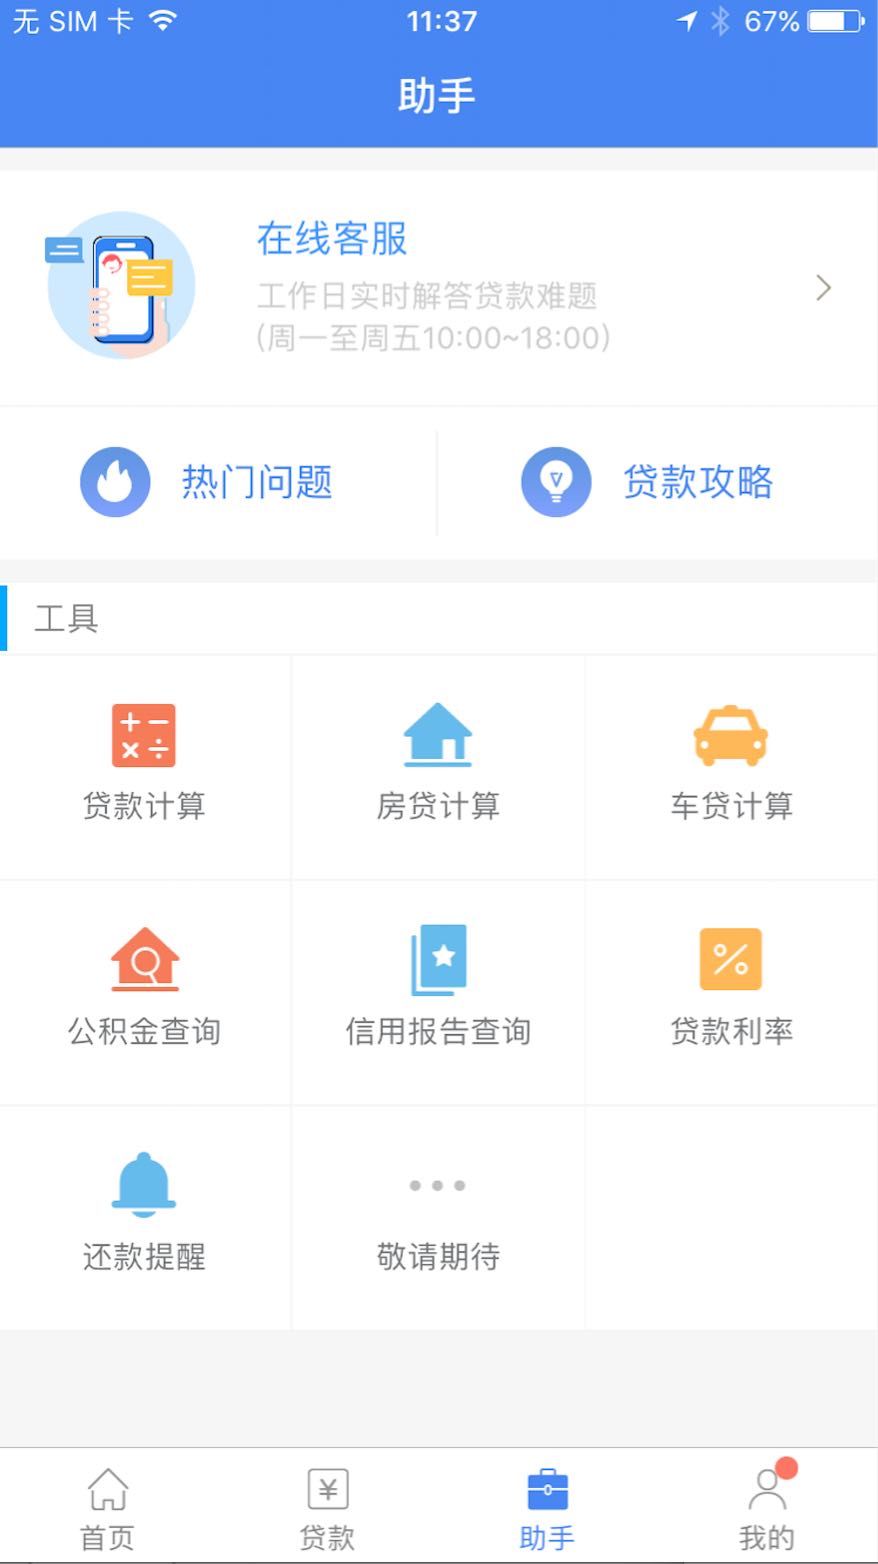 无 SIM 卡
11:37
67%
助手
在线客服
工作日实时解答贷款难题
(周一至周五10:00~18:00)
热门问题
贷款攻略
工具
贷款计算
房贷计算
车贷计算
公积金查询
信用报告查询
贷款利率
还款提醒
敬请期待
首页
贷款
助手
我的